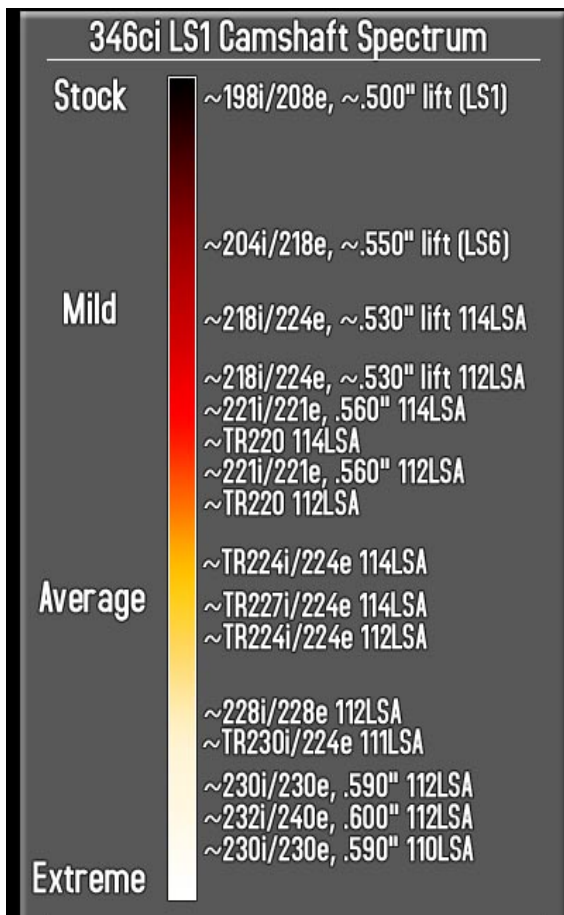 346ci LS1 Camshaft Spectrum
Stock
~198i/208e, ~.500" lift (LS1)
~204i/218e, ~.550" lift (LS6)
Mild
~218i/224e, ~.530" lift 114LSA
~218i/224e, ~.530" lift 112LSA
~221i/221e, .560" 114LSA
~TR220 114LSA
~221i/221e, .560" 112LSA
~TR220 112LSA
~TR224i/224e 114LSA
Average
~TR227i/224e 114LSA
~TR224i/224e 112LSA
~228i/228e 112LSA
~TR230i/224e 111LSA
~230i/230e, .590" 112LSA
~232i/240e, .600" 112LSA
~230i/230e, .590" 110LSA
Extreme